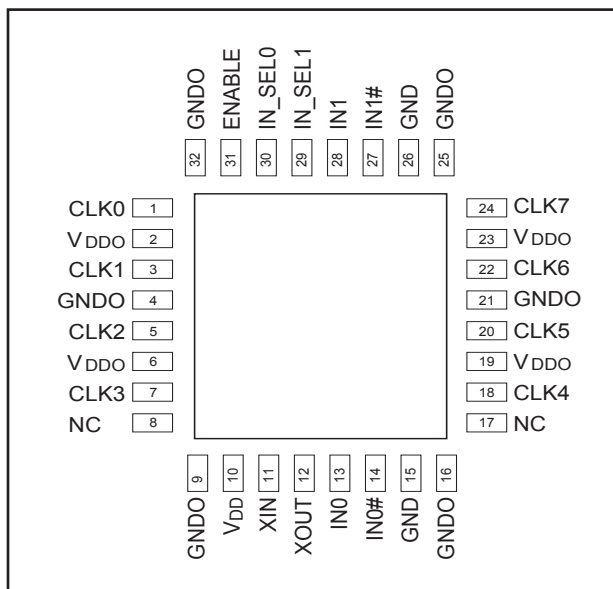 GNDO
ENABLE
IN_SEL0
IN_SEL1
IN1
IN1#
GND
GNDO
32
31
30
29
28
27
26
25
CLK0 1
VDDO 2
CLK1 3
GNDO 4
CLK2 5
VDDO 6
CLK3 7
NC 8
24 CLK7
23 VDDO
22 CLK6
21 GNDO
20 CLK5
19 VDDO
18 CLK4
17 NC
9
10
11
12
13
14
15
16
GNDO
VDD
XIN
XOUT
IN0
IN0#
GND
GNDO